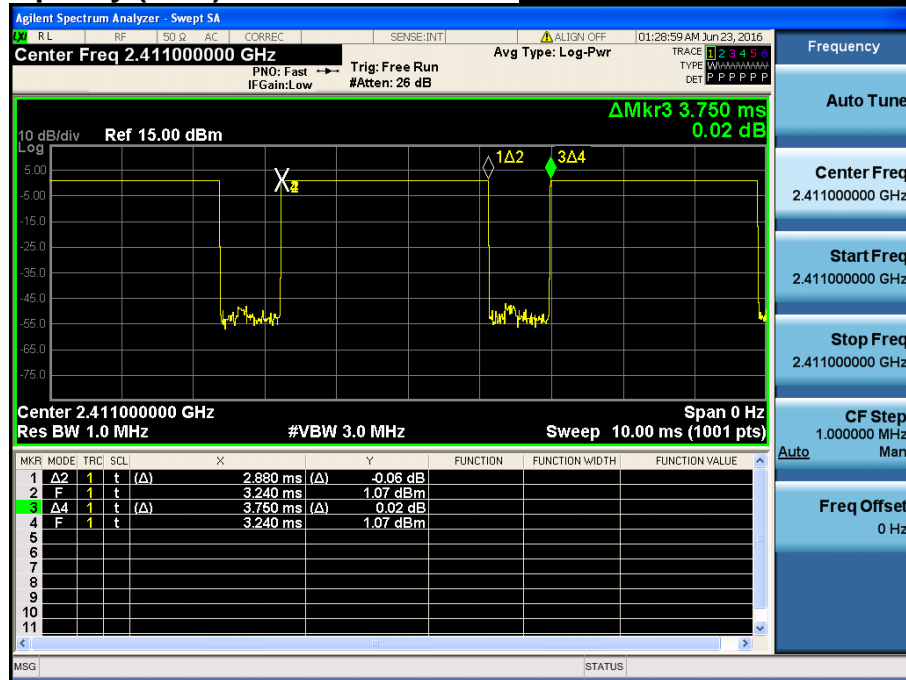 Agilent Spectrum Analyzer - Swept SA
LXI RL RF 50 Ω AC CORREC SENSE:INT ALIGN OFF 01:28:59 AM Jun 23, 2016
Center Freq 2.411000000 GHz
PNO: Fast
IFGain:Low
Trig: Free Run
#Atten: 26 dB
Avg Type: Log-Pwr
TRACE 1 2 3 4 5 6
TYPE WWWWWW
DET P P P P P P
ΔMkr3 3.750 ms
0.02 dB
10 dB/div Ref 15.00 dBm
Log
5.00
-5.00
-15.0
-25.0
-35.0
-45.0
-55.0
-65.0
-75.0
1Δ2
3Δ4
Center 2.411000000 GHz
Res BW 1.0 MHz
#VBW 3.0 MHz
Span 0 Hz
Sweep 10.00 ms (1001 pts)
MKR MODE TRC SCL X Y FUNCTION FUNCTION WIDTH FUNCTION VALUE
1 Δ2 1 t (Δ) 2.880 ms (Δ) -0.06 dB
2 F 1 t 3.240 ms 1.07 dBm
3 Δ4 1 t (Δ) 3.750 ms (Δ) 0.02 dB
4 F 1 t 3.240 ms 1.07 dBm
5
6
7
8
9
10
11
MSG STATUS
Frequency
Auto Tune
Center Freq
2.411000000 GHz
Start Freq
2.411000000 GHz
Stop Freq
2.411000000 GHz
CF Step
1.000000 MHz
Auto Man
Freq Offset
0 Hz